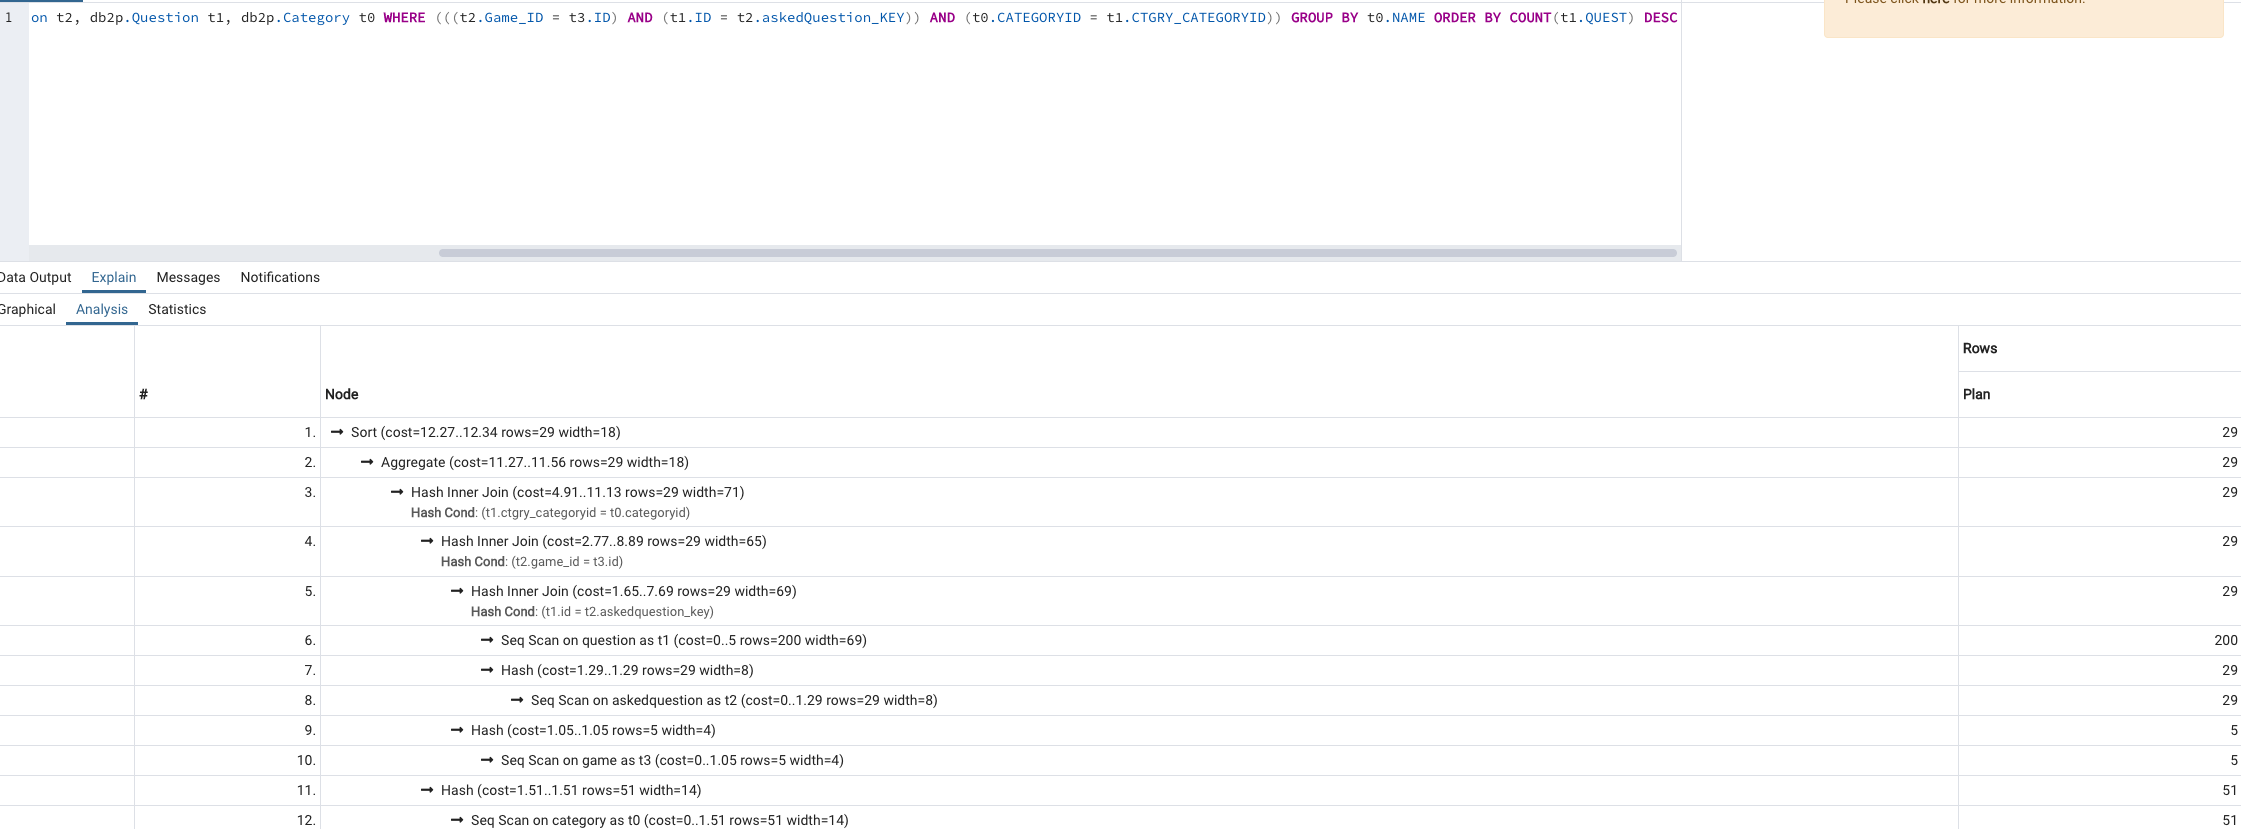 Please click here for more information.
1 on t2, db2p.Question t1, db2p.Category t0 WHERE (((t2.Game_ID = t3.ID) AND (t1.ID = t2.askedQuestion_KEY)) AND (t0.CATEGORYID = t1.CTGRY_CATEGORYID)) GROUP BY t0.NAME ORDER BY COUNT(t1.QUEST) DESC
Data Output Explain Messages Notifications
Graphical Analysis Statistics
Rows
# Node Plan
1. Sort (cost=12.27..12.34 rows=29 width=18) 29
2. Aggregate (cost=11.27..11.56 rows=29 width=18) 29
3. Hash Inner Join (cost=4.91..11.13 rows=29 width=71) 29
Hash Cond: (t1.ctgry_categoryid = t0.categoryid)
4. Hash Inner Join (cost=2.77..8.89 rows=29 width=65) 29
Hash Cond: (t2.game_id = t3.id)
5. Hash Inner Join (cost=1.65..7.69 rows=29 width=69) 29
Hash Cond: (t1.id = t2.askedquestion_key)
6. Seq Scan on question as t1 (cost=0..5 rows=200 width=69) 200
7. Hash (cost=1.29..1.29 rows=29 width=8) 29
8. Seq Scan on askedquestion as t2 (cost=0..1.29 rows=29 width=8) 29
9. Hash (cost=1.05..1.05 rows=5 width=4) 5
10. Seq Scan on game as t3 (cost=0..1.05 rows=5 width=4) 5
11. Hash (cost=1.51..1.51 rows=51 width=14) 51
12. Seq Scan on category as t0 (cost=0..1.51 rows=51 width=14) 51